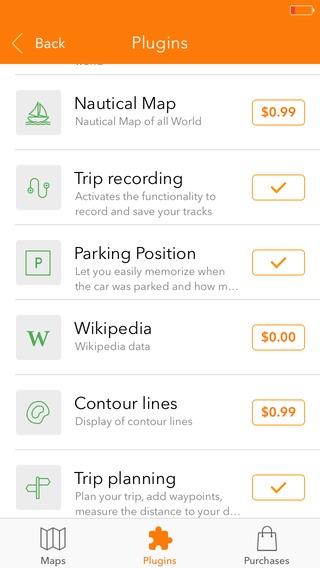 Back
Plugins
Nautical Map
$0.99
Nautical Map of all World
Trip recording
Activates the functionality to
record and save your tracks
P
Parking Position
Let you easily memorize when
the car was parked and how m…
W
Wikipedia
$0.00
Wikipedia data
Contour lines
$0.99
Display of contour lines
Trip planning
Plan your trip, add waypoints,
measure the distance to your d…
Maps
Plugins
Purchases